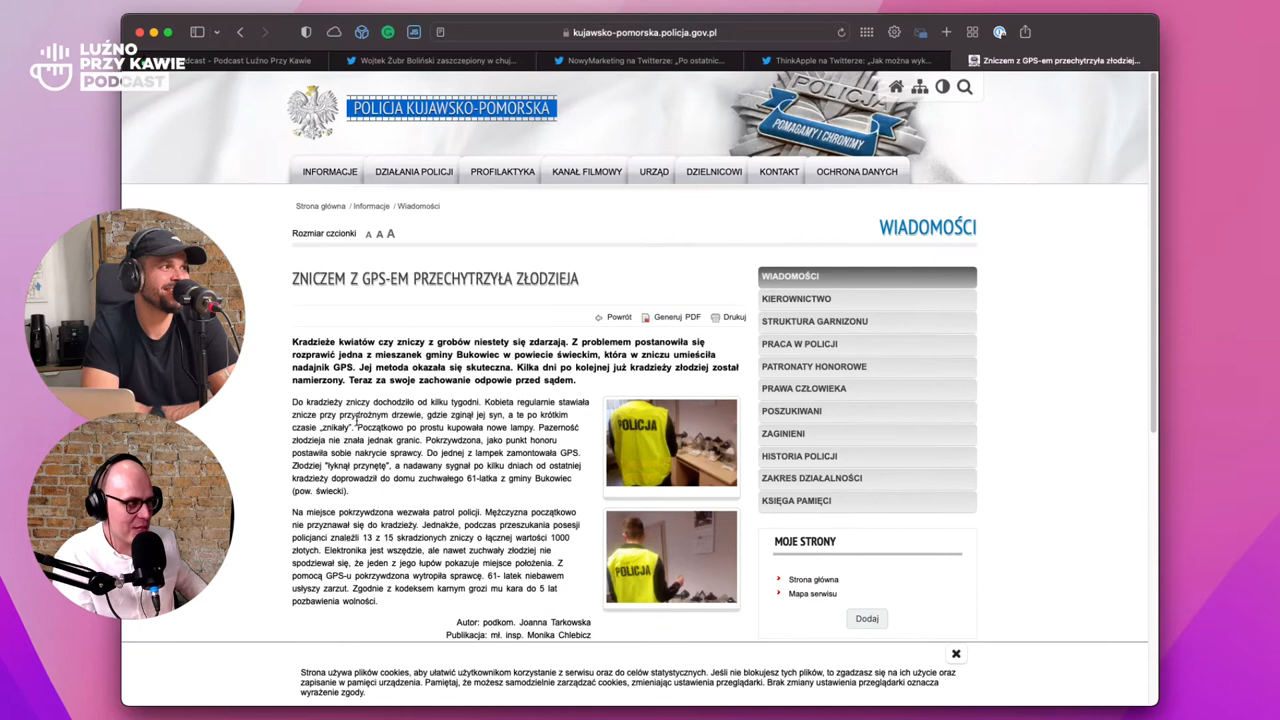 LUŹNO
PRZY KAWIE
PODCAST
kujawsko-pomorska.policja.gov.pl
Podcast - Podcast Luźno Przy Kawie
Wojtek Żubr Boliński zaszczepiony w chuj...
NowyMarketing na Twitterze: „Po ostatnic...
ThinkApple na Twitterze: „Jak można wyk...
Zniczem z GPS-em przechytrzyła złodziej...
POLICJA KUJAWSKO-POMORSKA
POLICJA
POMAGAMY I CHRONIMY
INFORMACJE DZIAŁANIA POLICJI PROFILAKTYKA KANAŁ FILMOWY URZĄD DZIELNICOWI KONTAKT OCHRONA DANYCH
Strona główna / Informacje / Wiadomości
WIADOMOŚCI
Rozmiar czcionki A A A
ZNICZEM Z GPS-EM PRZECHYTRZYŁA ZŁODZIEJA
Powrót Generuj PDF Drukuj
Kradzieże kwiatów czy zniczy z grobów niestety się zdarzają. Z problemem postanowiła się
rozprawić jedna z mieszanek gminy Bukowiec w powiecie świeckim, która w zniczu umieściła
nadajnik GPS. Jej metoda okazała się skuteczna. Kilka dni po kolejnej już kradzieży złodziej został
namierzony. Teraz za swoje zachowanie odpowie przed sądem.
Do kradzieży zniczy dochodziło od kilku tygodni. Kobieta regularnie stawiała
znicze przy przydrożnym drzewie, gdzie zginął jej syn, a te po krótkim
czasie „znikały”. Początkowo po prostu kupowała nowe lampy. Pazerność
złodzieja nie znała jednak granic. Pokrzywdzona, jako punkt honoru
postawiła sobie nakrycie sprawcy. Do jednej z lampek zamontowała GPS.
Złodziej "łyknął przynętę", a nadawany sygnał po kilku dniach od ostatniej
kradzieży doprowadził do domu zuchwałego 61-latka z gminy Bukowiec
(pow. świecki).
Na miejsce pokrzywdzona wezwała patrol policji. Mężczyzna początkowo
nie przyznawał się do kradzieży. Jednakże, podczas przeszukania posesji
policjanci znaleźli 13 z 15 skradzionych zniczy o łącznej wartości 1000
złotych. Elektronika jest wszędzie, ale nawet zuchwały złodziej nie
spodziewał się, że jeden z jego łupów pokazuje miejsce położenia. Z
pomocą GPS-u pokrzywdzona wytropiła sprawcę. 61- latek niebawem
usłyszy zarzut. Zgodnie z kodeksem karnym grozi mu kara do 5 lat
pozbawienia wolności.
Autor: podkom. Joanna Tarkowska
Publikacja: mł. insp. Monika Chlebicz
POLICJA
POLICJA
WIADOMOŚCI
KIEROWNICTWO
STRUKTURA GARNIZONU
PRACA W POLICJI
PATRONATY HONOROWE
PRAWA CZŁOWIEKA
POSZUKIWANI
ZAGINIENI
HISTORIA POLICJI
ZAKRES DZIAŁALNOŚCI
KSIĘGA PAMIĘCI
MOJE STRONY
Strona główna
Mapa serwisu
Dodaj
Strona używa plików cookies, aby ułatwić użytkownikom korzystanie z serwisu oraz do celów statystycznych. Jeśli nie blokujesz tych plików, to zgadzasz się na ich użycie oraz
zapisanie w pamięci urządzenia. Pamiętaj, że możesz samodzielnie zarządzać cookies, zmieniając ustawienia przeglądarki. Brak zmiany ustawienia przeglądarki oznacza
wyrażenie zgody.